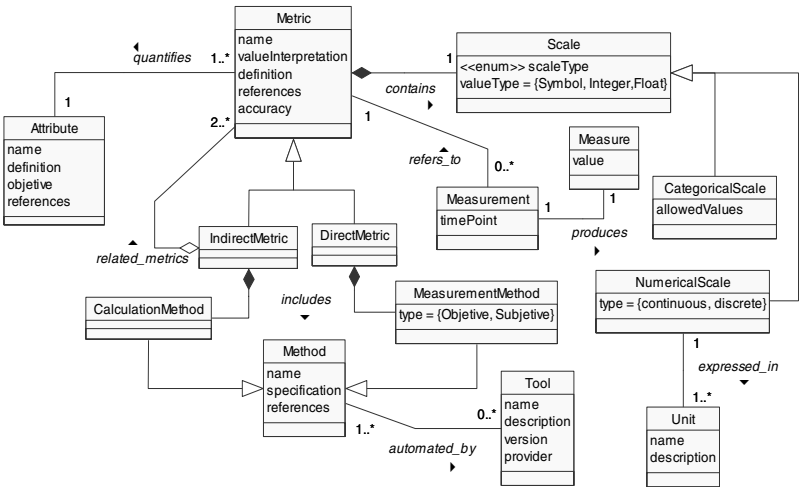 Metric
name
valueInterpretation
definition
references
accuracy
quantifies
1..*
1
Attribute
name
definition
objetive
references
2..*
1
contains
Scale
<<enum>> scaleType
valueType = {Symbol, Integer,Float}
1
refers_to
0..*
Measure
value
Measurement
timePoint
1
1
produces
CategoricalScale
allowedValues
IndirectMetric
DirectMetric
related_metrics
NumericalScale
type = {continuous, discrete}
CalculationMethod
includes
MeasurementMethod
type = {Objetive, Subjetive}
1
expressed_in
1..*
Method
name
specification
references
1..*
0..*
automated_by
Tool
name
description
version
provider
Unit
name
description